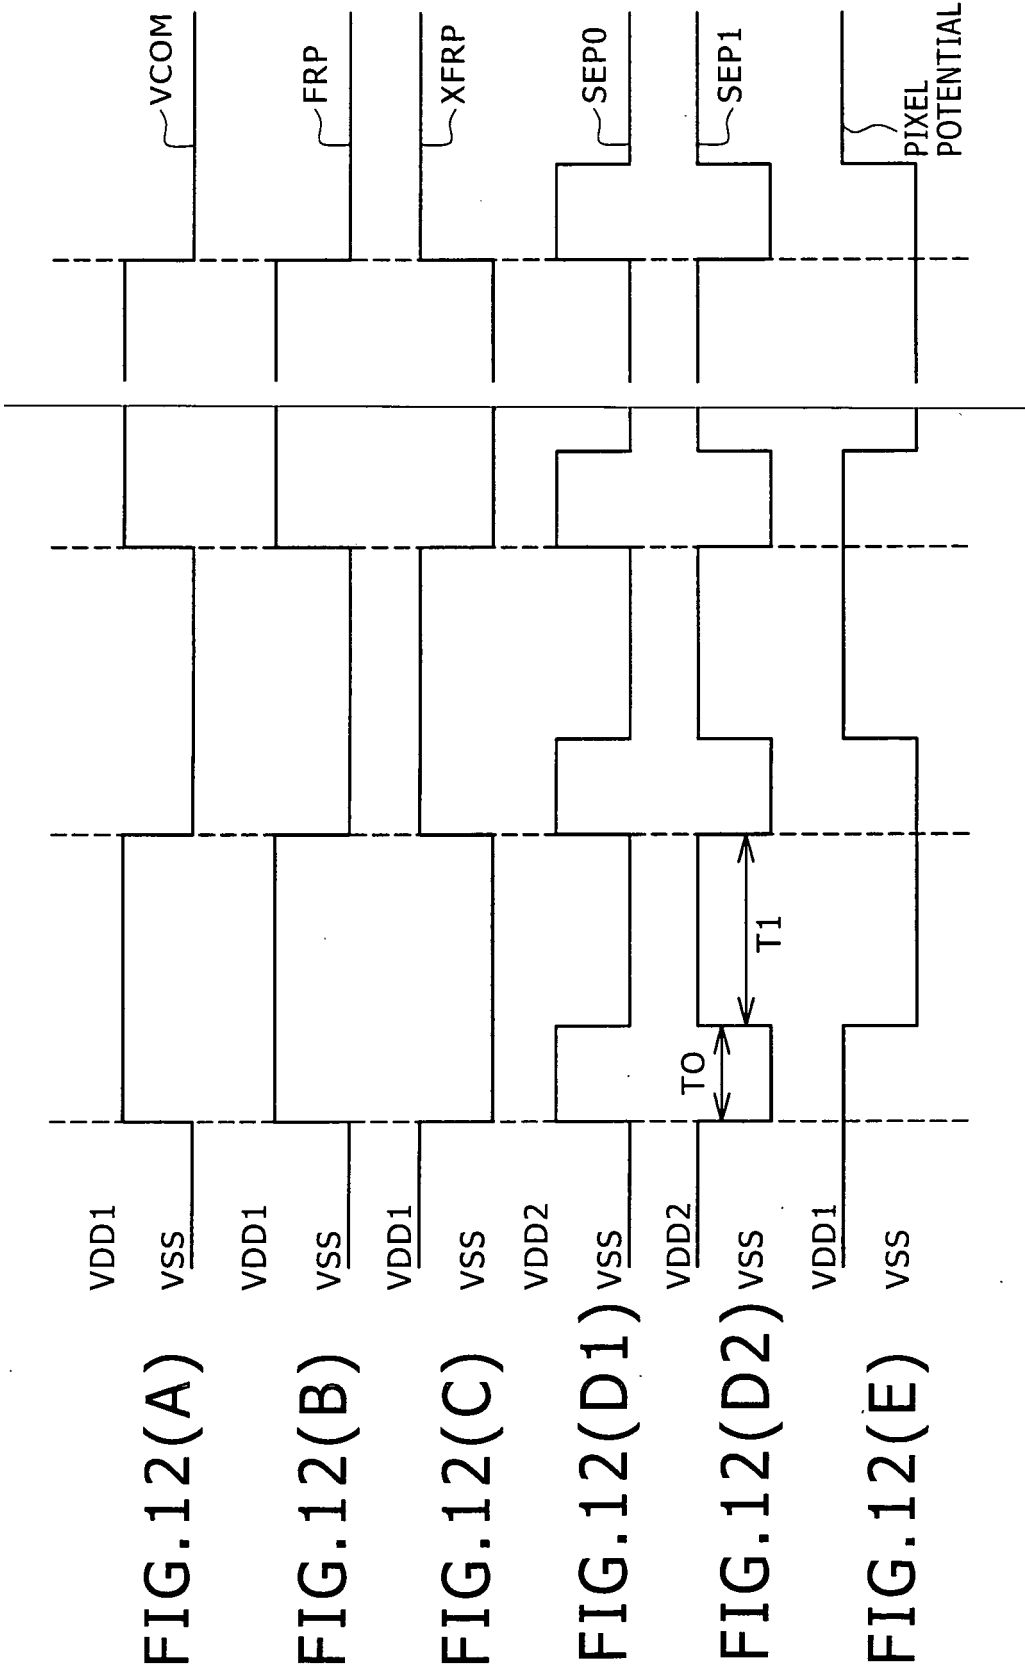 FIG.12(A)
VDD1
VSS
VCOM
FIG.12(B)
VDD1
VSS
FRP
FIG.12(C)
VDD1
VSS
XFRP
FIG.12(D1)
VDD2
VSS
SEP0
FIG.12(D2)
VDD2
VSS
T0
T1
SEP1
FIG.12(E)
VDD1
VSS
PIXEL
POTENTIAL